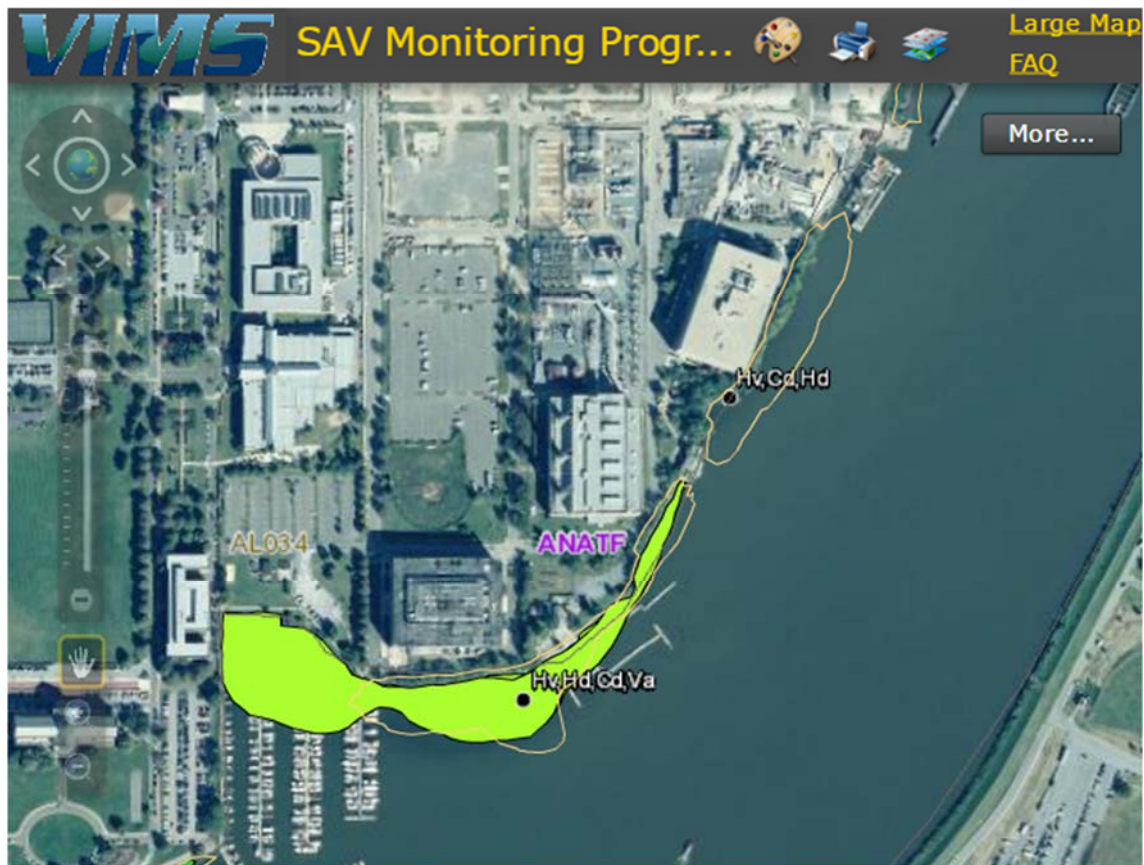 VIMS SAV Monitoring Progr... Large Map
FAQ
More...
Hv,Cd,Hd
AL034
ANATF
Hv,Hd,Cd,Va